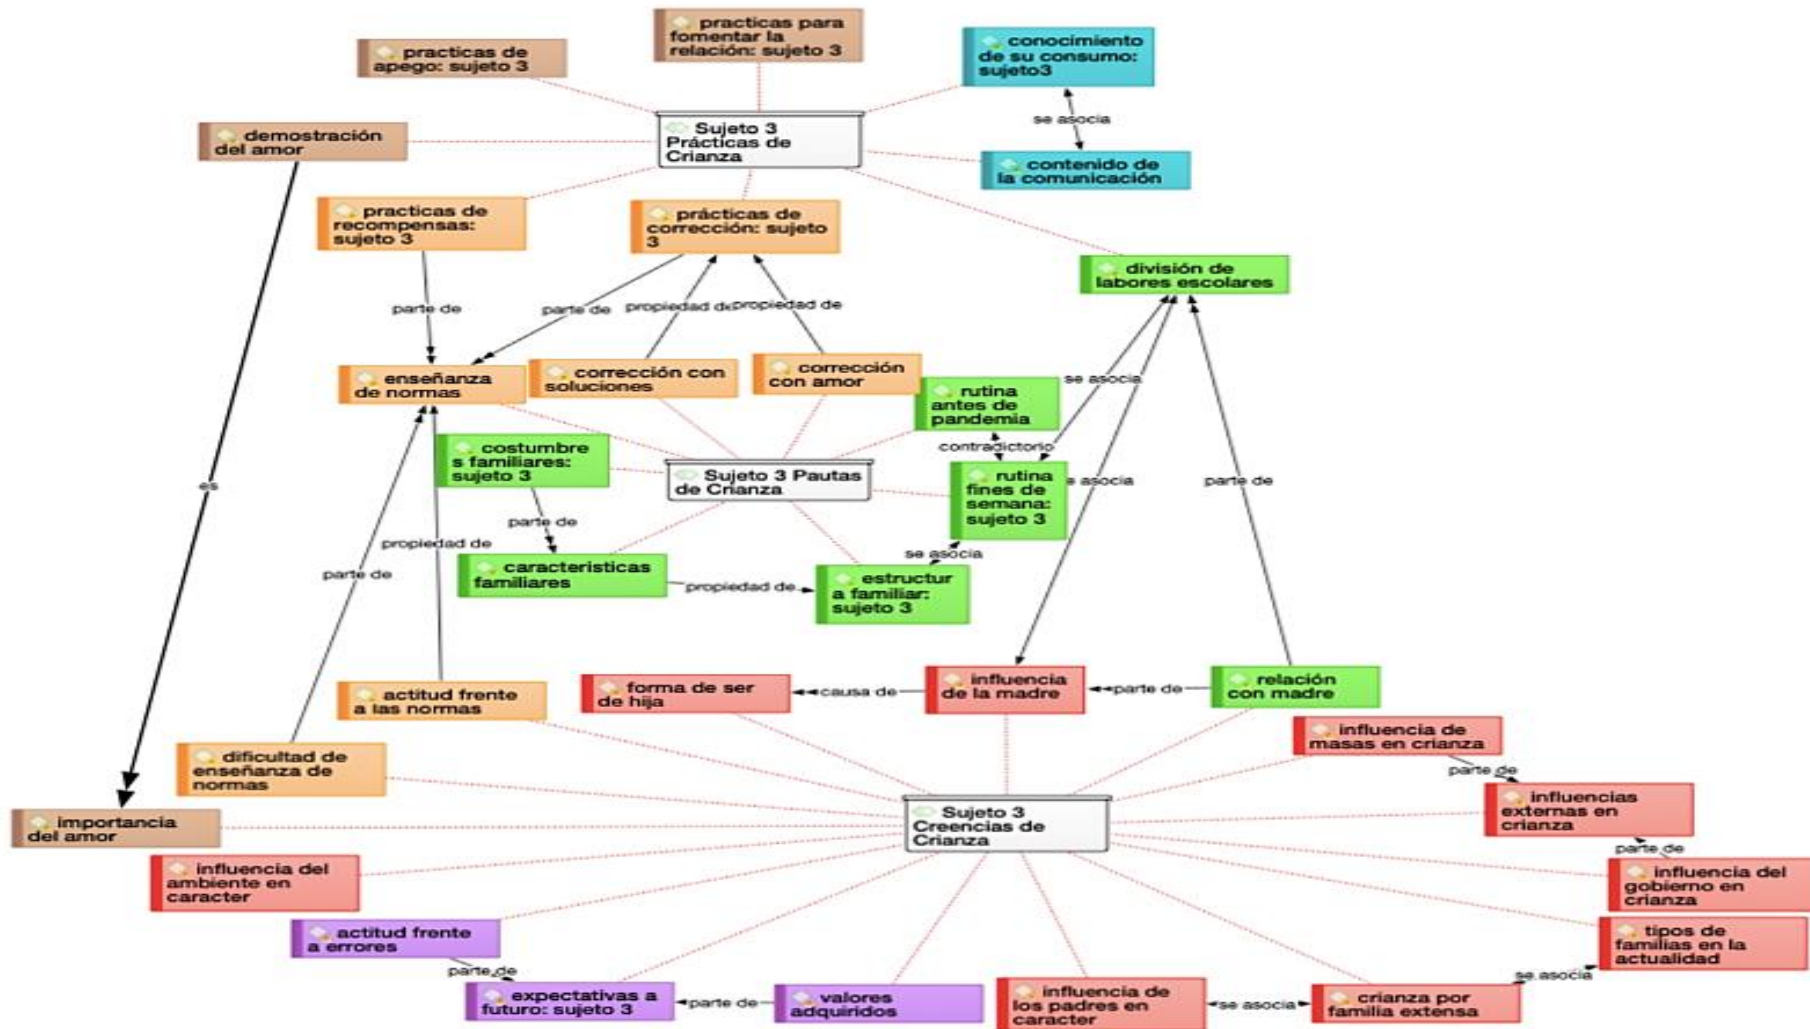 practicas para
fomentar la
relación: sujeto 3
practicas de
apego: sujeto 3
conocimiento
de su consumo:
sujeto3
se asocia
Sujeto 3
Prácticas de
Crianza
demostración
del amor
contenido de
la comunicación
practicas de
recompensas:
sujeto 3
prácticas de
corrección: sujeto
3
división de
labores escolares
parte de
parte de
propiedad de
propiedad de
enseñanza
de normas
corrección con
soluciones
corrección
con amor
se asocia
rutina
antes de
pandemia
contradictorio
costumbre
s familiares:
sujeto 3
Sujeto 3 Pautas
de Crianza
rutina
fines de
semana:
sujeto 3
e asocia
parte de
es
parte de
propiedad de
se asocia
parte de
caracteristicas
familiares
propiedad de
estructur
a familiar:
sujeto 3
actitud frente
a las normas
forma de ser
de hija
causa de
influencia
de la madre
parte de
relación
con madre
influencia de
masas en crianza
dificultad de
enseñanza de
normas
parte de
influencias
externas en
crianza
importancia
del amor
Sujeto 3
Creencias de
Crianza
parte de
influencia del
ambiente en
caracter
influencia del
gobierno en
crianza
actitud frente
a errores
tipos de
familias en la
actualidad
parte de
se asocia
expectativas a
futuro: sujeto 3
parte de
valores
adquiridos
influencia de
los padres en
caracter
se asocia
crianza por
familia extensa